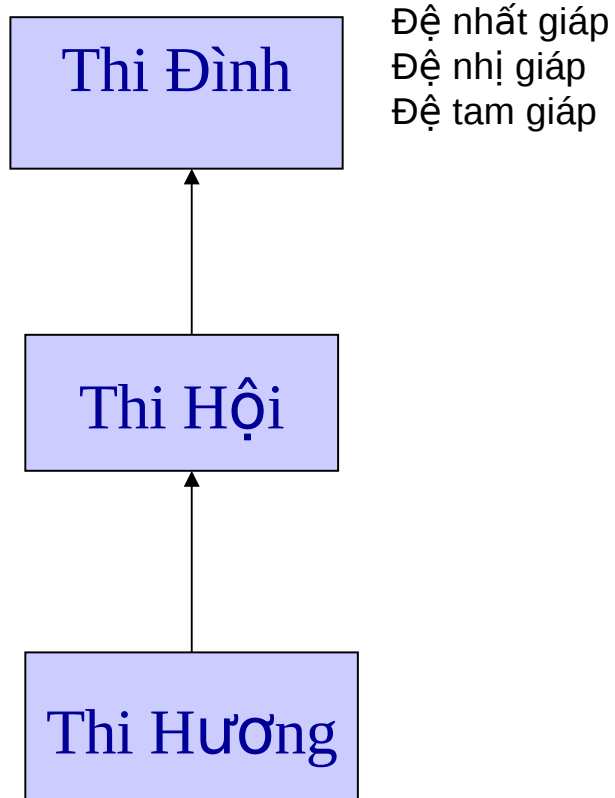 Thi Đình
Đệ nhất giáp
Đệ nhị giáp
Đệ tam giáp
Thi Hội
Thi Hương